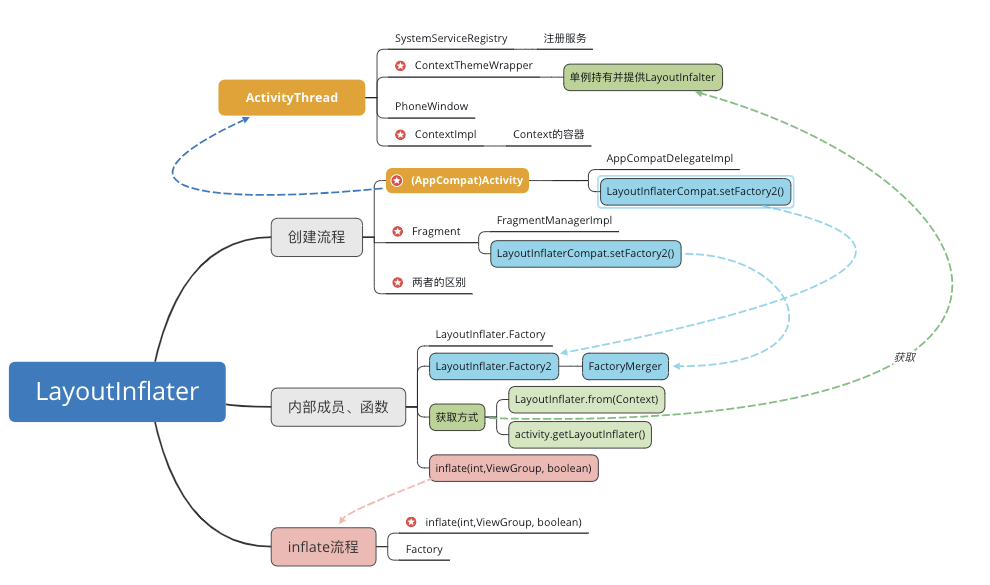 SystemServiceRegistry
注册服务
ContextThemeWrapper
单例持有并提供LayoutInfalter
ActivityThread
PhoneWindow
ContextImpl
Context的容器
AppCompatDelegateImpl
(AppCompat)Activity
LayoutInflaterCompat.setFactory2()
FragmentManagerImpl
创建流程
Fragment
LayoutInflaterCompat.setFactory2()
两者的区别
LayoutInflater.Factory
获取
LayoutInflater.Factory2
FactoryMerger
LayoutInflater
LayoutInflater.from(Context)
内部成员、函数
获取方式
activity.getLayoutInflater()
inflate(int,ViewGroup, boolean)
inflate(int,ViewGroup, boolean)
inflate流程
Factory